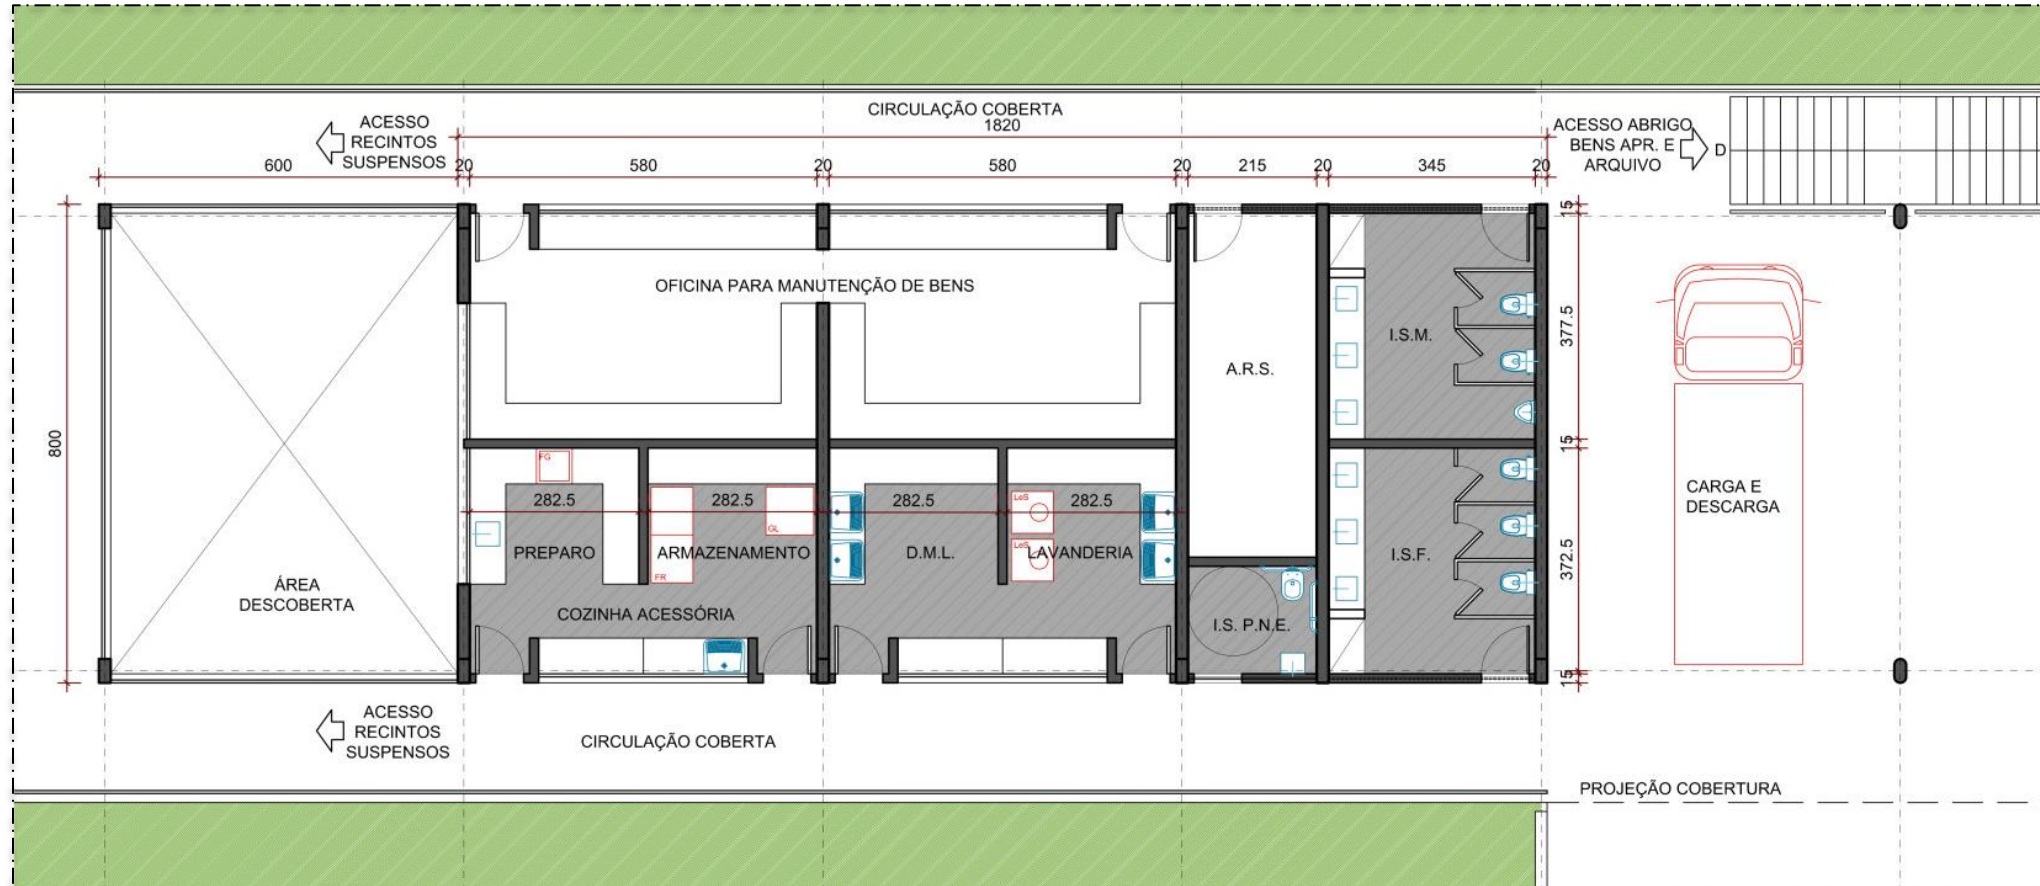 CIRCULAÇÃO COBERTA
1820
ACESSO
RECINTOS
SUSPENSOS
ACESSO ABRIGO
BENS APR. E
ARQUIVO
D
600
20
580
20
580
20
215
20
345
20
15
377.5
15
372.5
15
800
OFICINA PARA MANUTENÇÃO DE BENS
A.R.S.
I.S.M.
FG
282.5
282.5
GL
282.5
LeS
282.5
PREPARO
ARMAZENAMENTO
FR
D.M.L.
LeS
LAVANDERIA
I.S.F.
CARGA E
DESCARGA
ÁREA
DESCOBERTA
COZINHA ACESSÓRIA
I.S. P.N.E.
ACESSO
RECINTOS
SUSPENSOS
CIRCULAÇÃO COBERTA
PROJEÇÃO COBERTURA